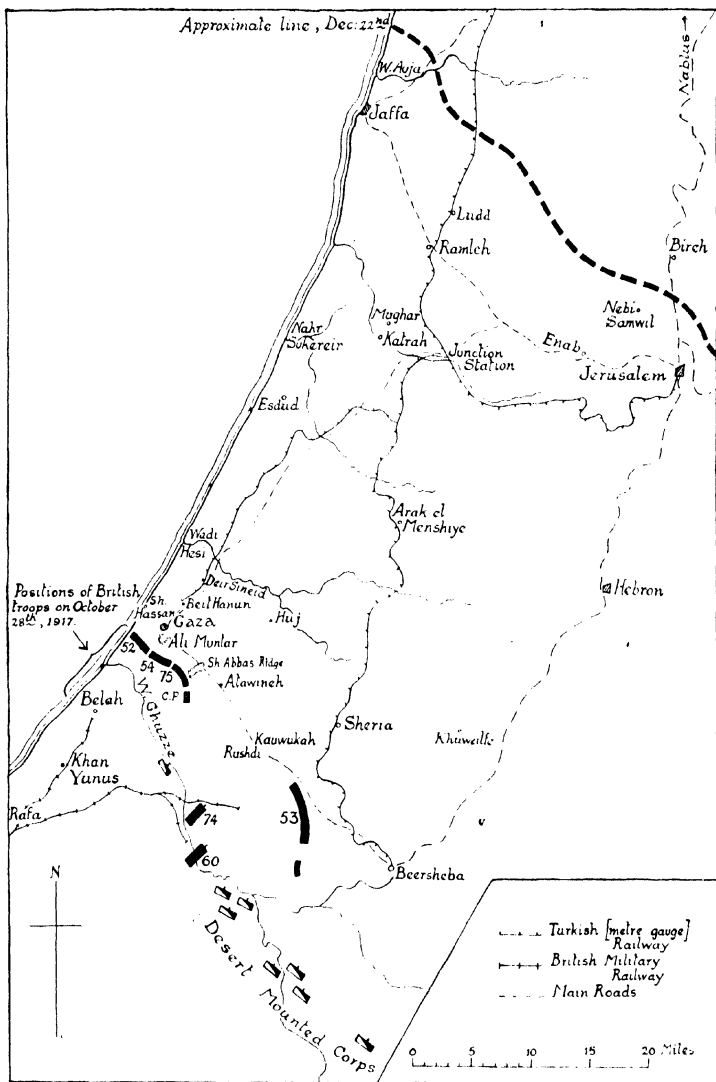 Approximate line, Dec: 22nd
Nablus →
W. Auja
Jaffa
Ludd
Ramleh
Birch
Nebi
Samwil
Mughar
Katrah
Nahr
Sukereir
Junction
Station
Enab
Jerusalem
Esdud
Arak el
Menshiye
Wadi
Hesi
Deir Sineid
Hebron
Positions of British
troops on October
28th, 1917.
Sh.
Hassan
Beit Hanun
Gaza
Huj
Ali Muntar
52
54
75
Sh Abbas Ridge
C.P
Atawineh
Belah
W. Ghuzze
Sheria
Kauwukah
Rushdi
Khuweilfe
Khan
Yunus
Rafa
74
53
60
Beersheba
N
Desert Mounted Corps
Turkish [metre gauge]
Railway
British Military
Railway
Main Roads
0 5 10 15 20 Miles